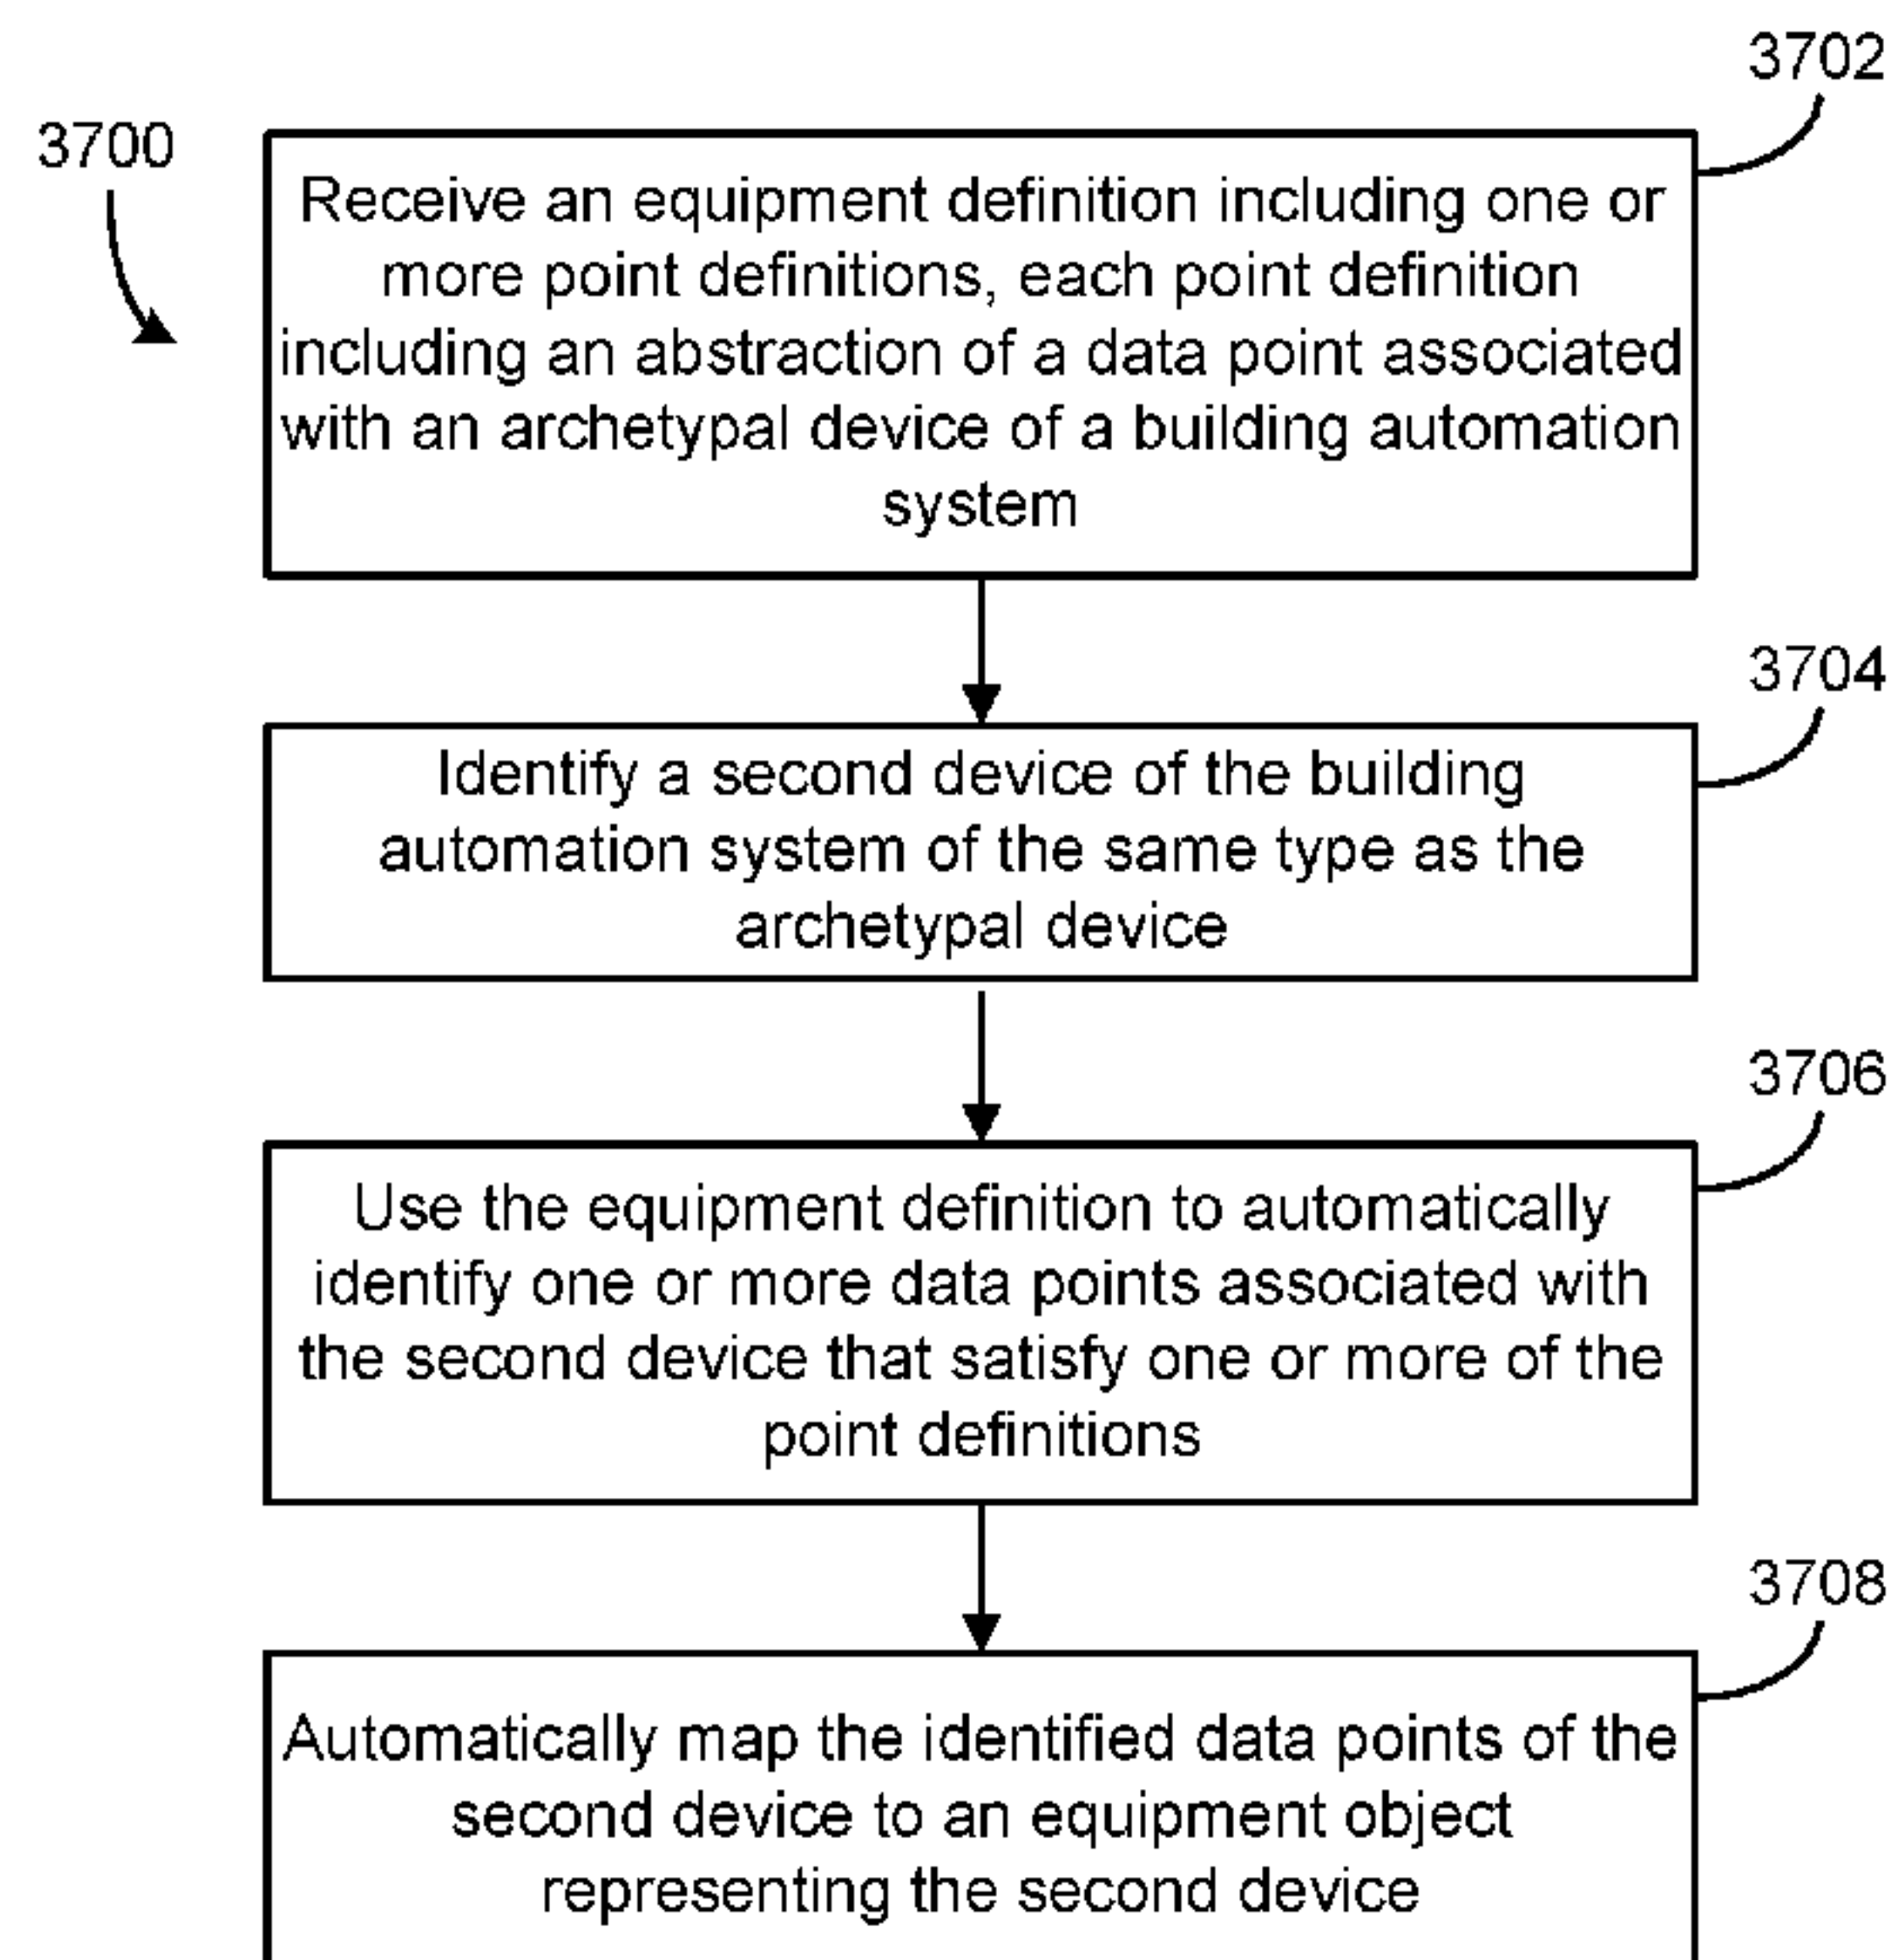 3702
3700
Receive an equipment definition including one or
more point definitions, each point definition
including an abstraction of a data point associated
with an archetypal device of a building automation
system
3704
Identify a second device of the building
automation system of the same type as the
archetypal device
3706
Use the equipment definition to automatically
identify one or more data points associated with
the second device that satisfy one or more of the
point definitions
3708
Automatically map the identified data points of the
second device to an equipment object
representing the second device